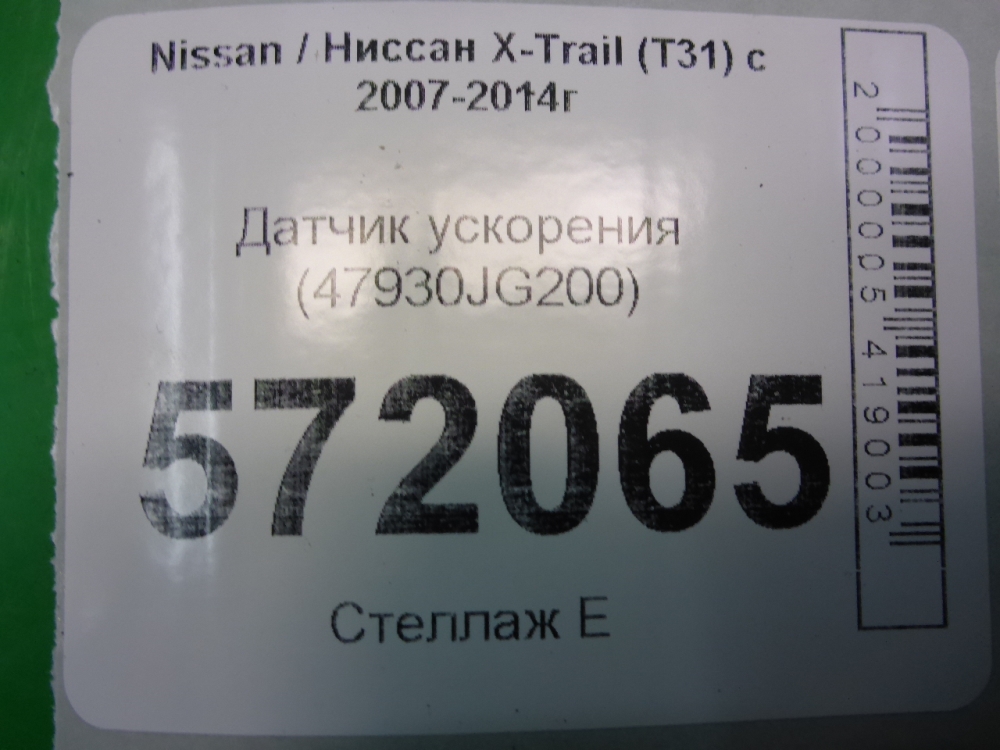 Nissan / Ниссан X-Trail (T31) с
2007-2014г
Датчик ускорения
(47930JG200)
572065
Стеллаж Е
2000005419003